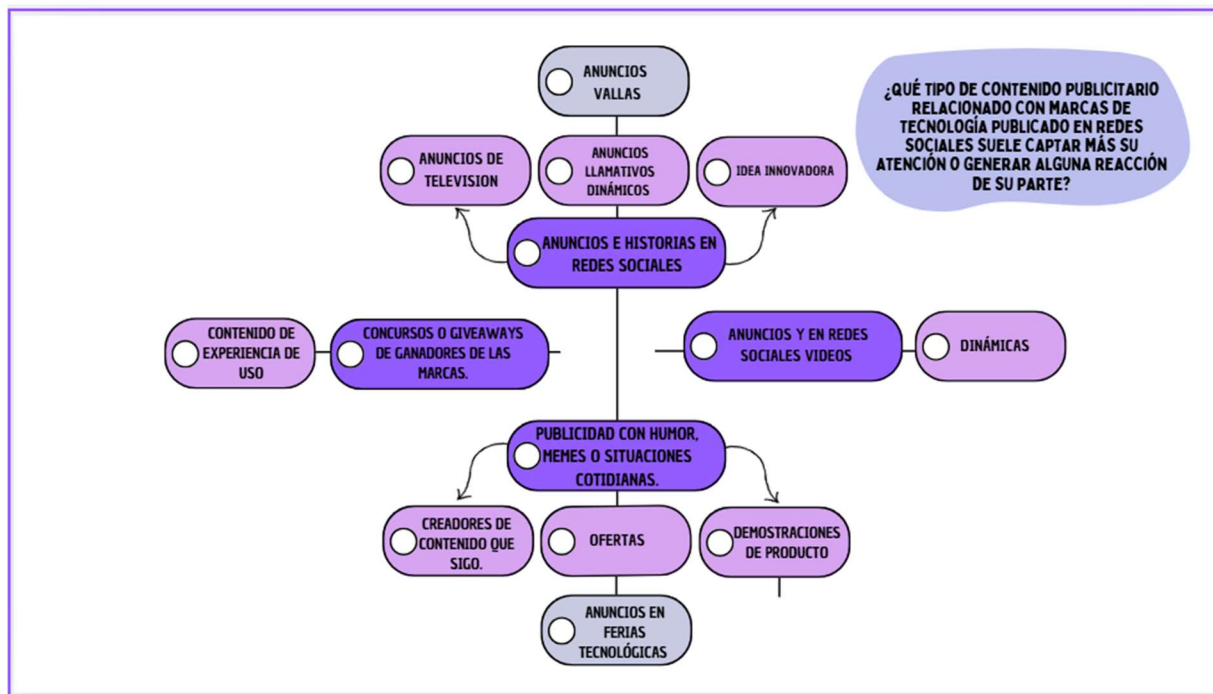 ANUNCIOS
VALLAS
¿QUÉ TIPO DE CONTENIDO PUBLICITARIO
RELACIONADO CON MARCAS DE
TECNOLOGÍA PUBLICADO EN REDES
SOCIALES SUELE CAPTAR MÁS SU
ATENCIÓN O GENERAR ALGUNA REACCIÓN
DE SU PARTE?
ANUNCIOS DE
TELEVISION
ANUNCIOS
LLAMATIVOS
DINÁMICOS
IDEA INNOVADORA
ANUNCIOS E HISTORIAS EN
REDES SOCIALES
CONTENIDO DE
EXPERIENCIA DE
USO
CONCURSOS O GIVEAWAYS
DE GANADORES DE LAS
MARCAS.
ANUNCIOS Y EN REDES
SOCIALES VIDEOS
DINÁMICAS
PUBLICIDAD CON HUMOR,
MEMES O SITUACIONES
COTIDIANAS.
CREADORES DE
CONTENIDO QUE
SIGO.
OFERTAS
DEMOSTRACIONES
DE PRODUCTO
ANUNCIOS EN
FERIAS
TECNOLÓGICAS